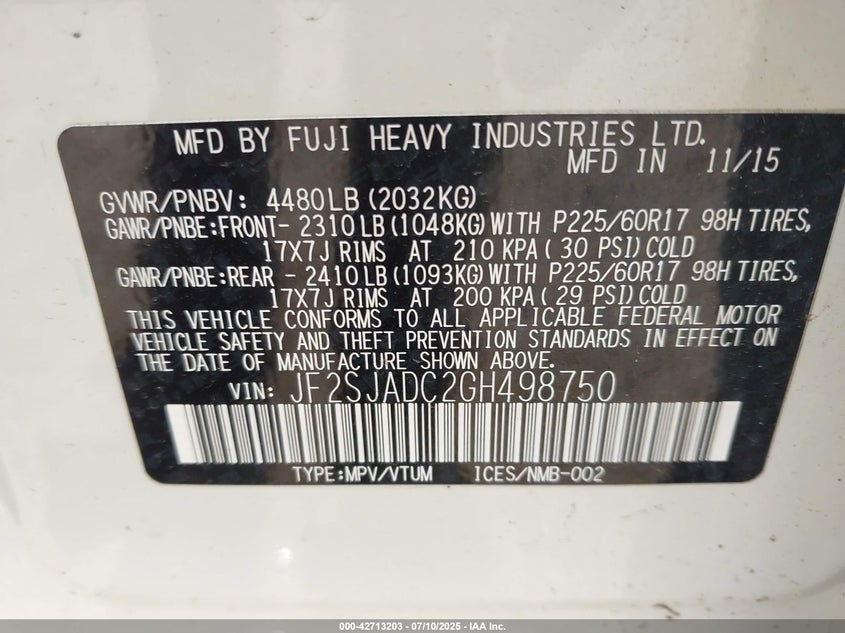 MFD BY FUJI HEAVY INDUSTRIES LTD.
MFD IN 11/15
GVWR/PNBV: 4480LB (2032KG)
GAWR/PNBE:FRONT- 2310LB (1048KG) WITH P225/60R17 98H TIRES,
17X7J RIMS AT 210 KPA ( 30 PSI) COLD
GAWR/PNBE:REAR - 2410LB (1093KG) WITH P225/60R17 98H TIRES,
17X7J RIMS AT 200 KPA ( 29 PSI) COLD
THIS VEHICLE CONFORMS TO ALL APPLICABLE FEDERAL MOTOR
VEHICLE SAFETY AND THEFT PREVENTION STANDARDS IN EFFECT ON
THE DATE OF MANUFACTURE SHOWN ABOVE.
VIN: JF2SJADC2GH498750
TYPE:MPV/VTUM ICES/NMB-002
000-42713203 - 07/10/2025 - IAA Inc.